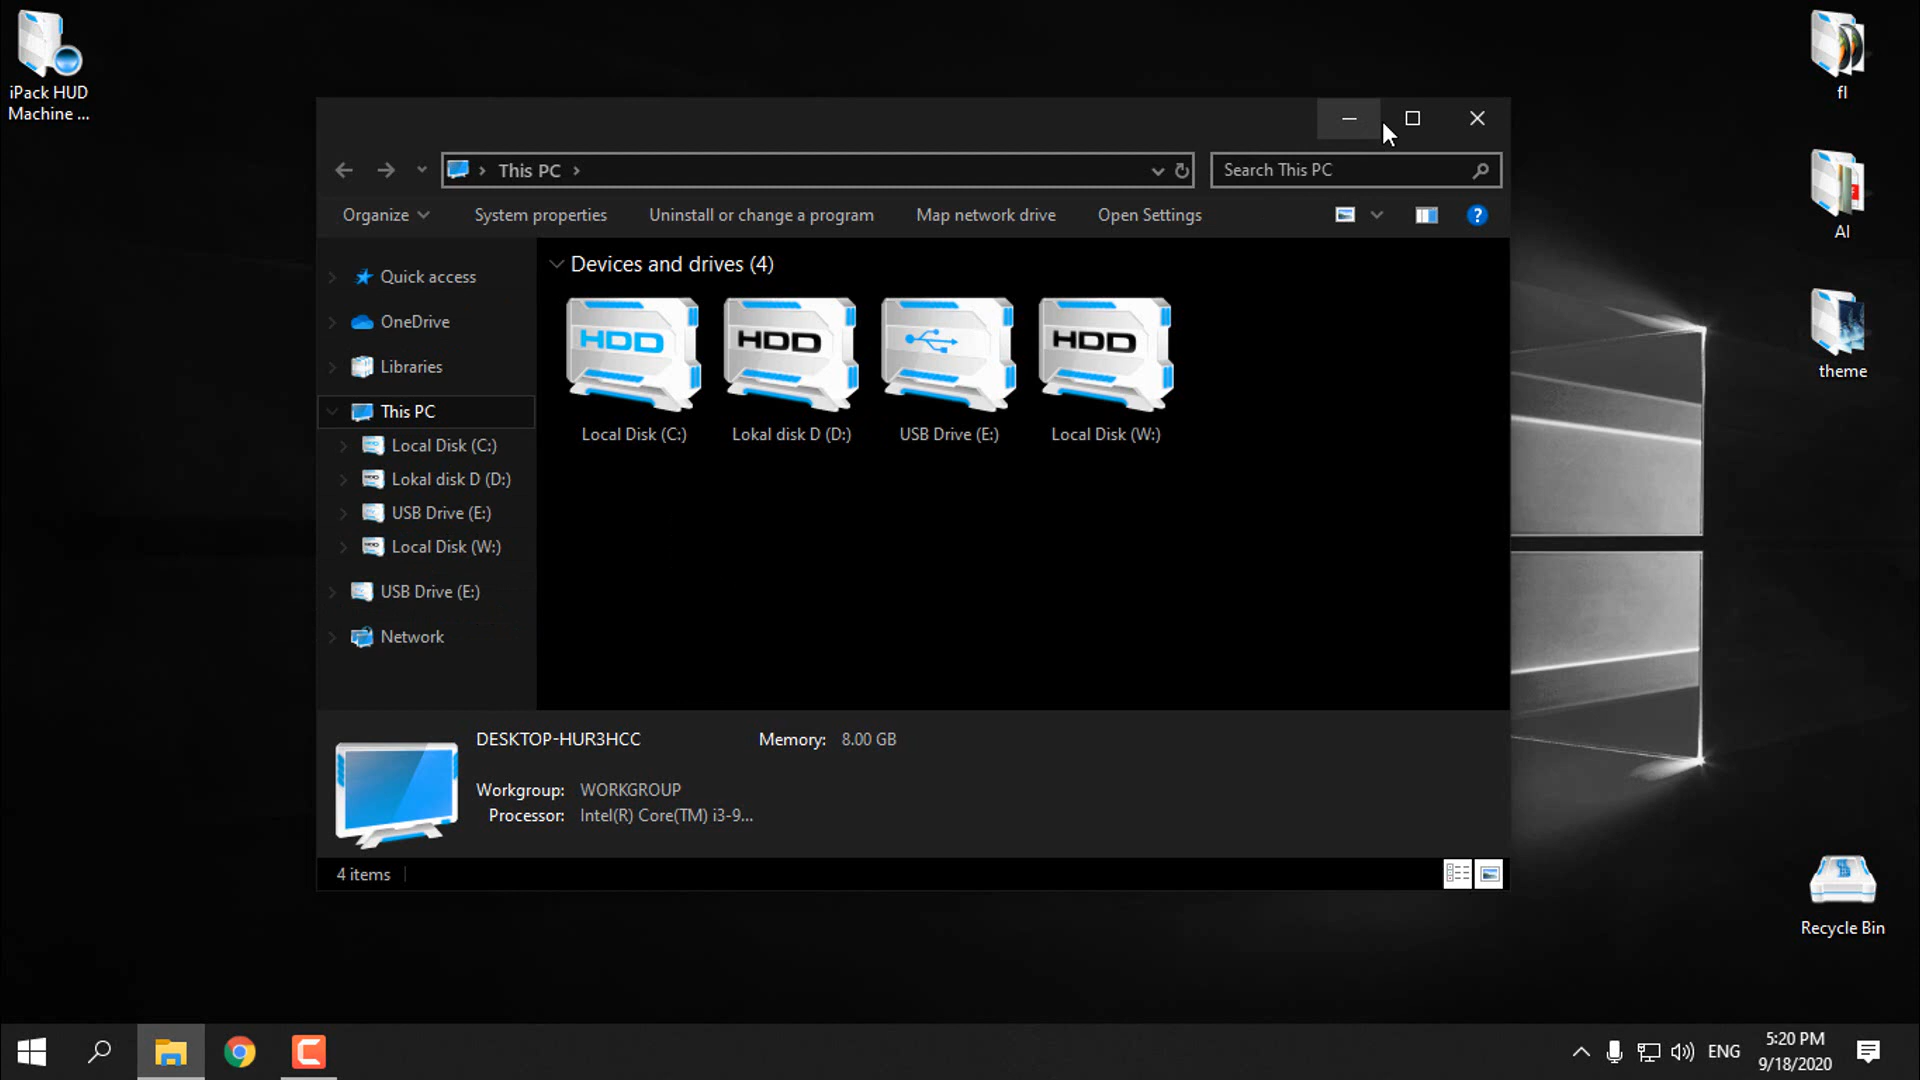 iPack HUD
Machine ...
fl
AI
theme
Recycle Bin
This PC
Search This PC
Organize
System properties
Uninstall or change a program
Map network drive
Open Settings
?
Quick access
OneDrive
Libraries
This PC
Local Disk (C:)
Lokal disk D (D:)
USB Drive (E:)
Local Disk (W:)
USB Drive (E:)
Network
Devices and drives (4)
HDD
HDD
HDD
Local Disk (C:)
Lokal disk D (D:)
USB Drive (E:)
Local Disk (W:)
DESKTOP-HUR3HCC
Memory: 8.00 GB
Workgroup: WORKGROUP
Processor: Intel(R) Core(TM) i3-9...
4 items
ENG
5:20 PM
9/18/2020